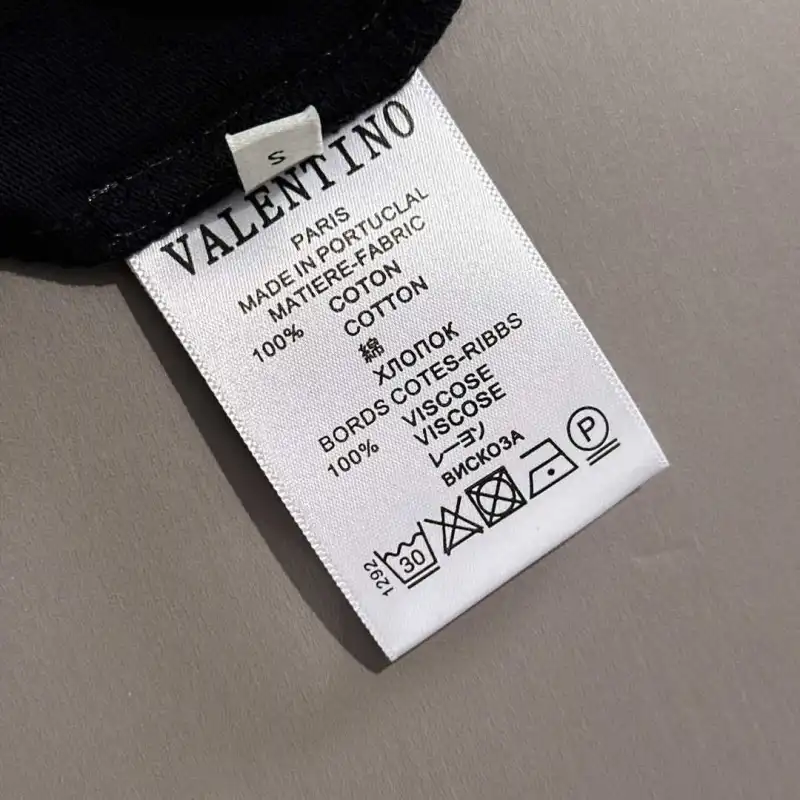 S
VALENTINO
PARIS
MADE IN PORTUCLAL
MATIERE-FABRIC
100% COTON
COTTON
綿
ХЛОПОК
BORDS COTES-RIBBS
100% VISCOSE
VISCOSE
レーヨン
ВИСКОЗА
30
P
1292